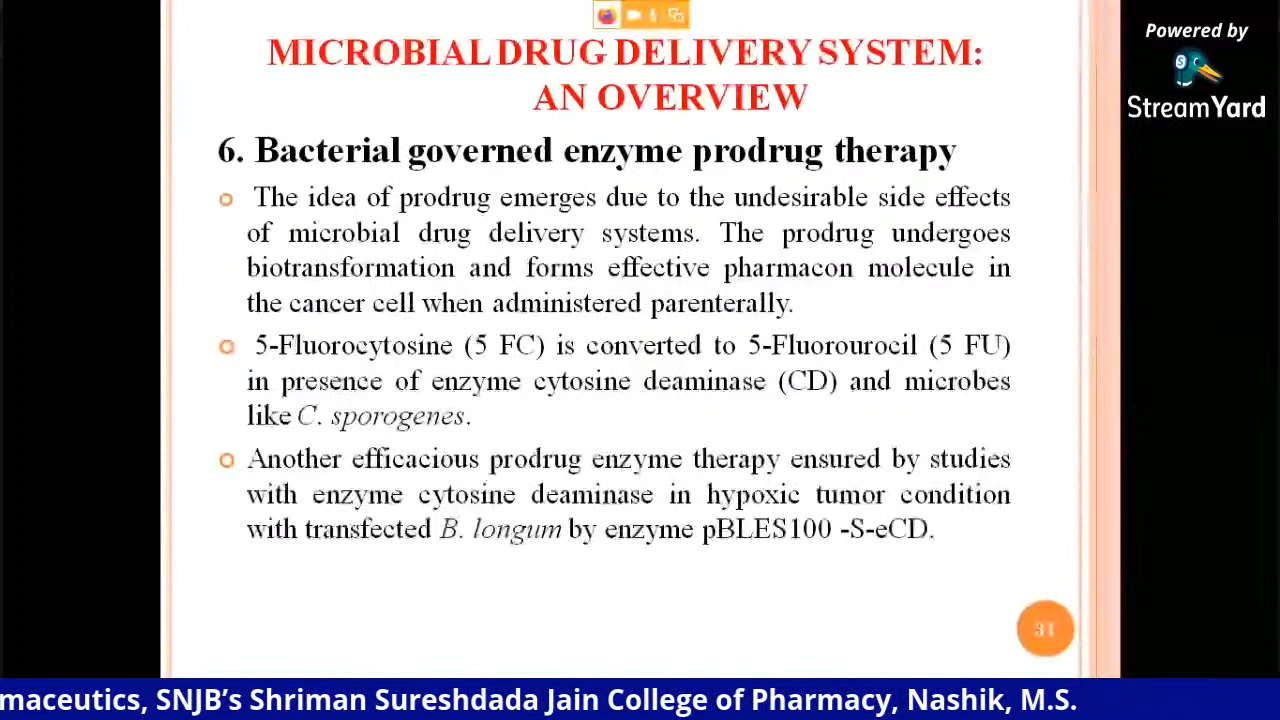 MICROBIAL DRUG DELIVERY SYSTEM:
AN OVERVIEW
Powered by
StreamYard
6. Bacterial governed enzyme prodrug therapy
The idea of prodrug emerges due to the undesirable side effects
of microbial drug delivery systems. The prodrug undergoes
biotransformation and forms effective pharmacon molecule in
the cancer cell when administered parenterally.
5-Fluorocytosine (5 FC) is converted to 5-Fluorourocil (5 FU)
in presence of enzyme cytosine deaminase (CD) and microbes
like C. sporogenes.
Another efficacious prodrug enzyme therapy ensured by studies
with enzyme cytosine deaminase in hypoxic tumor condition
with transfected B. longum by enzyme pBLES100 -S-eCD.
31
maceutics, SNJB’s Shriman Sureshdada Jain College of Pharmacy, Nashik, M.S.